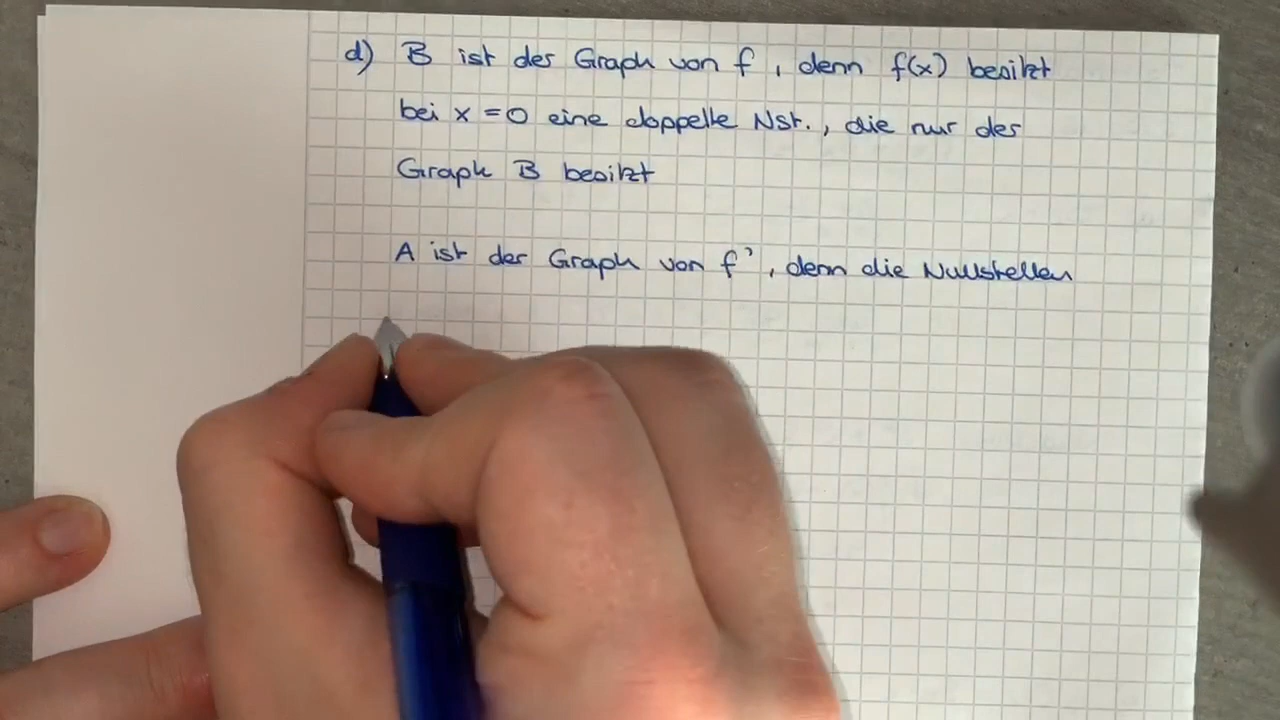 d) B ist der Graph von f, denn f(x) besitzt
bei x = 0 eine doppelte Nst., die nur der
Graph B besitzt
A ist der Graph von f', denn die Nullstellen